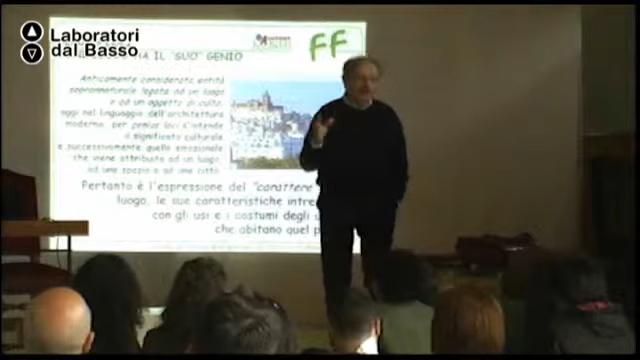 Laboratori
dal Basso
HA IL "SUO" GENIO
FF
Anticamente considerato entità
soprannaturale legata ad un luogo
e ad un oggetto di culto,
oggi nel linguaggio dell'architettura
moderna, per genius loci s'intende
il significato culturale
e successivamente quello emozionale
che viene attribuito ad un luogo,
ad uno spazio e ad una città.
Pertanto è l'espressione del "carattere
luogo, le sue caratteristiche
con gli usi e i costumi degli
che abitano quel